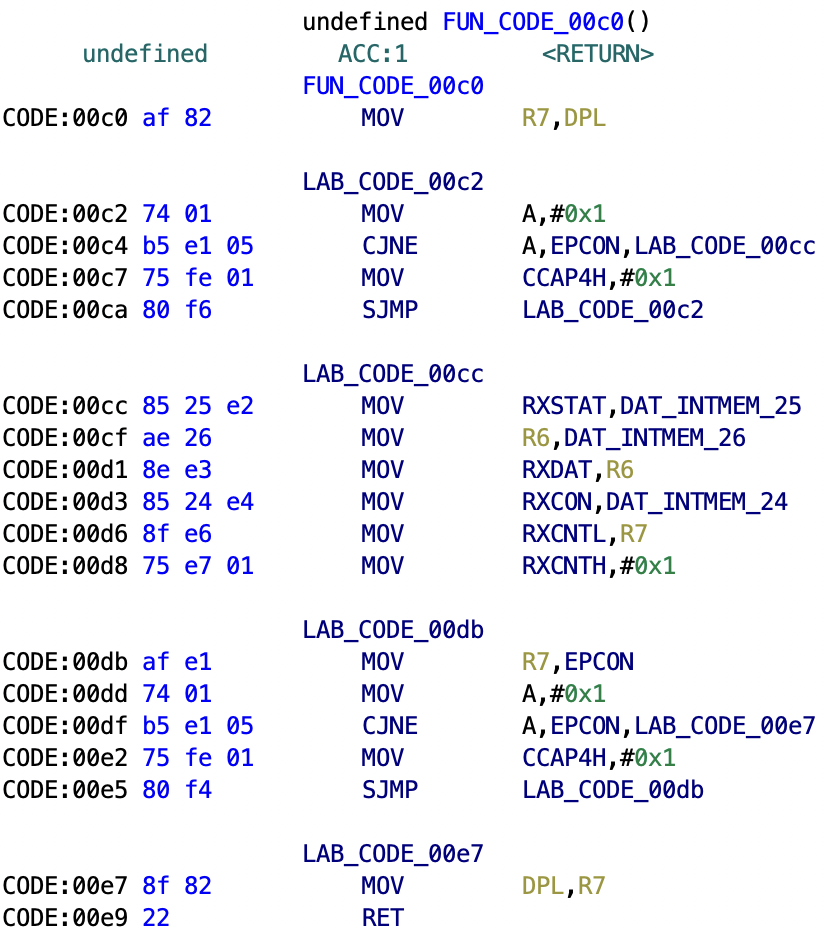 undefined FUN_CODE_00c0()
undefined ACC:1 <RETURN>
FUN_CODE_00c0
CODE:00c0 af 82 MOV R7,DPL
LAB_CODE_00c2
CODE:00c2 74 01 MOV A,#0x1
CODE:00c4 b5 e1 05 CJNE A,EPCON,LAB_CODE_00cc
CODE:00c7 75 fe 01 MOV CCAP4H,#0x1
CODE:00ca 80 f6 SJMP LAB_CODE_00c2
LAB_CODE_00cc
CODE:00cc 85 25 e2 MOV RXSTAT,DAT_INTMEM_25
CODE:00cf ae 26 MOV R6,DAT_INTMEM_26
CODE:00d1 8e e3 MOV RXDAT,R6
CODE:00d3 85 24 e4 MOV RXCON,DAT_INTMEM_24
CODE:00d6 8f e6 MOV RXCNTL,R7
CODE:00d8 75 e7 01 MOV RXCNTH,#0x1
LAB_CODE_00db
CODE:00db af e1 MOV R7,EPCON
CODE:00dd 74 01 MOV A,#0x1
CODE:00df b5 e1 05 CJNE A,EPCON,LAB_CODE_00e7
CODE:00e2 75 fe 01 MOV CCAP4H,#0x1
CODE:00e5 80 f4 SJMP LAB_CODE_00db
LAB_CODE_00e7
CODE:00e7 8f 82 MOV DPL,R7
CODE:00e9 22 RET